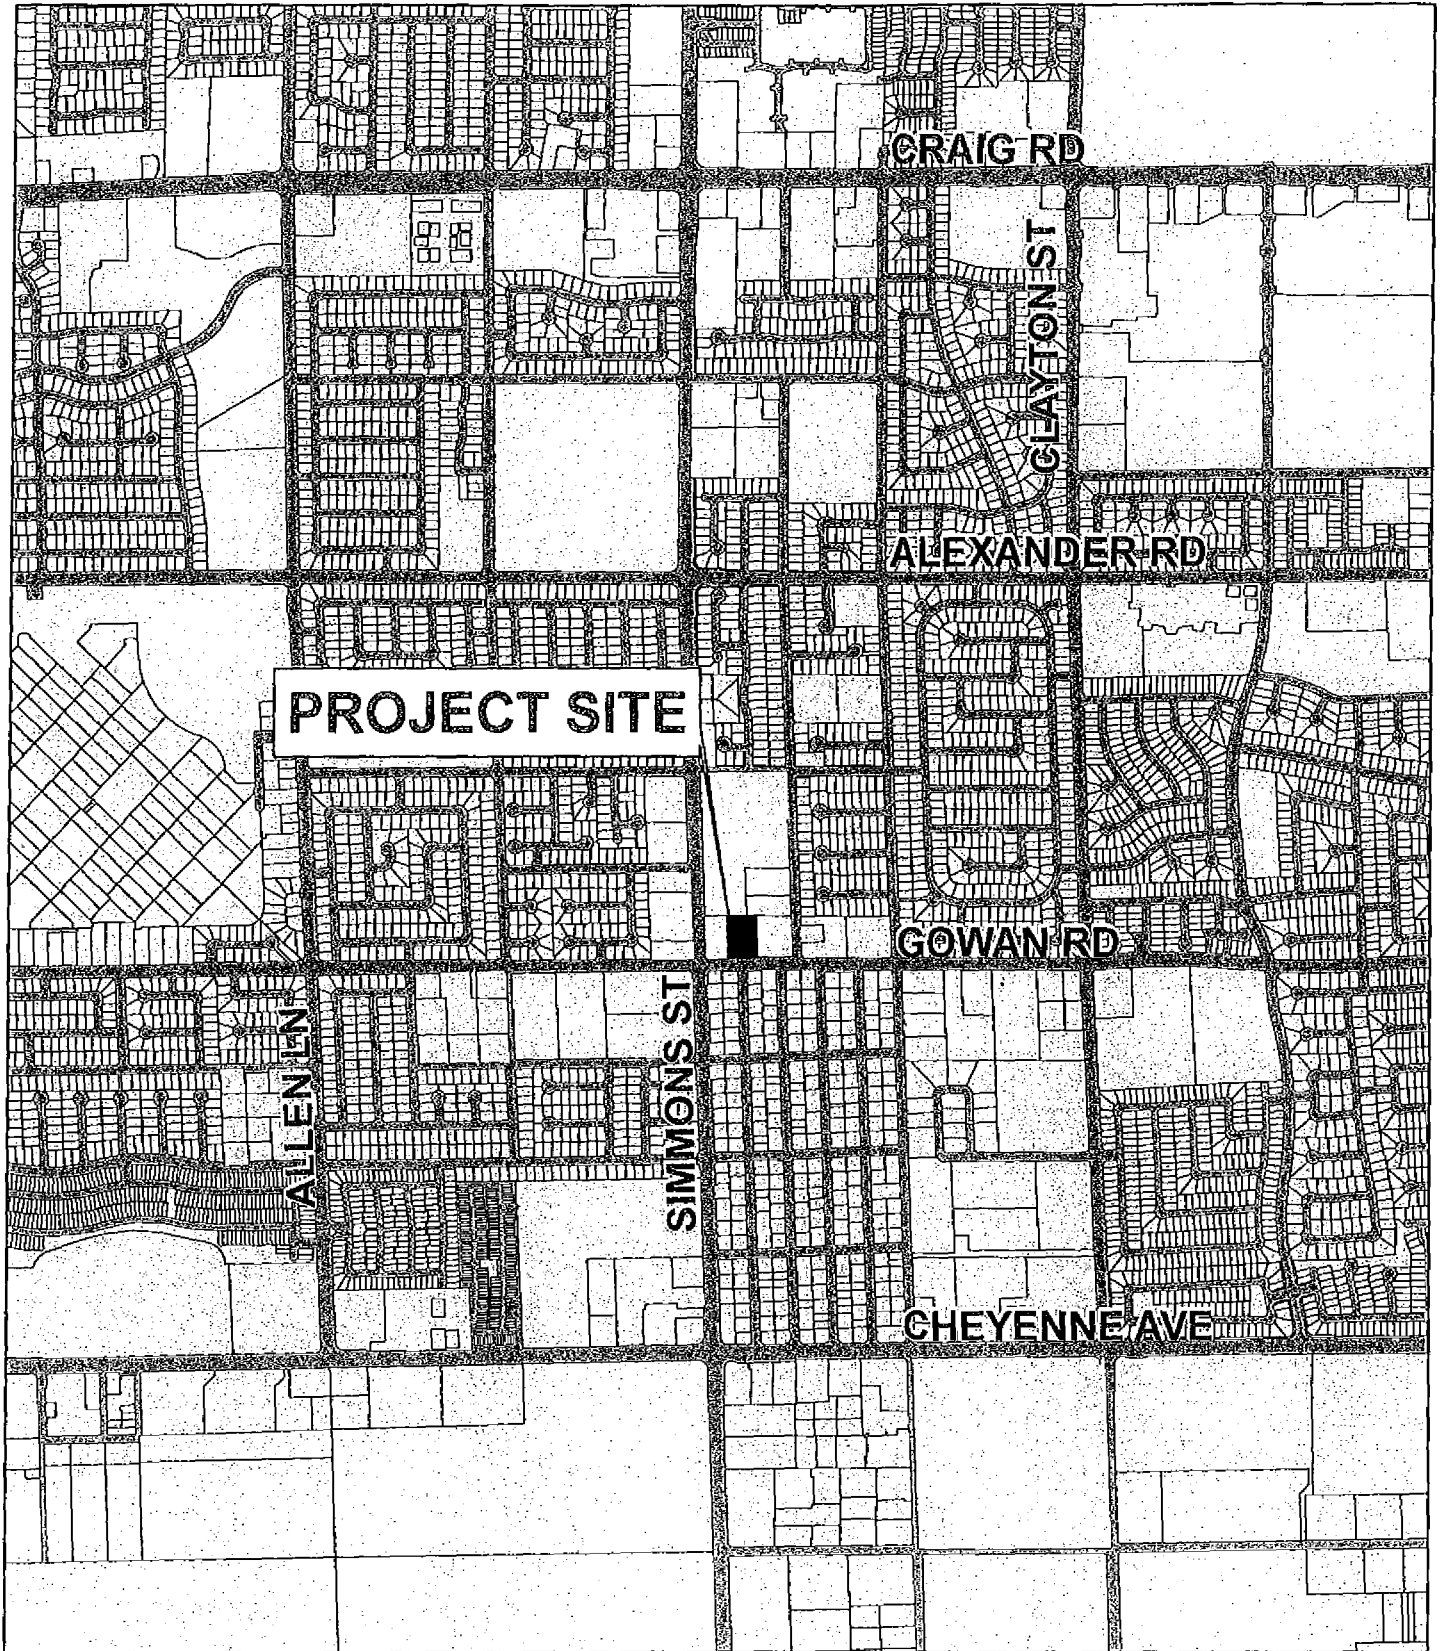 CRAIG RD
CLAYTON ST
ALEXANDER RD
PROJECT SITE
GOWAN RD
SIMMONS ST
ALLEN LN
CHEYENNE AVE